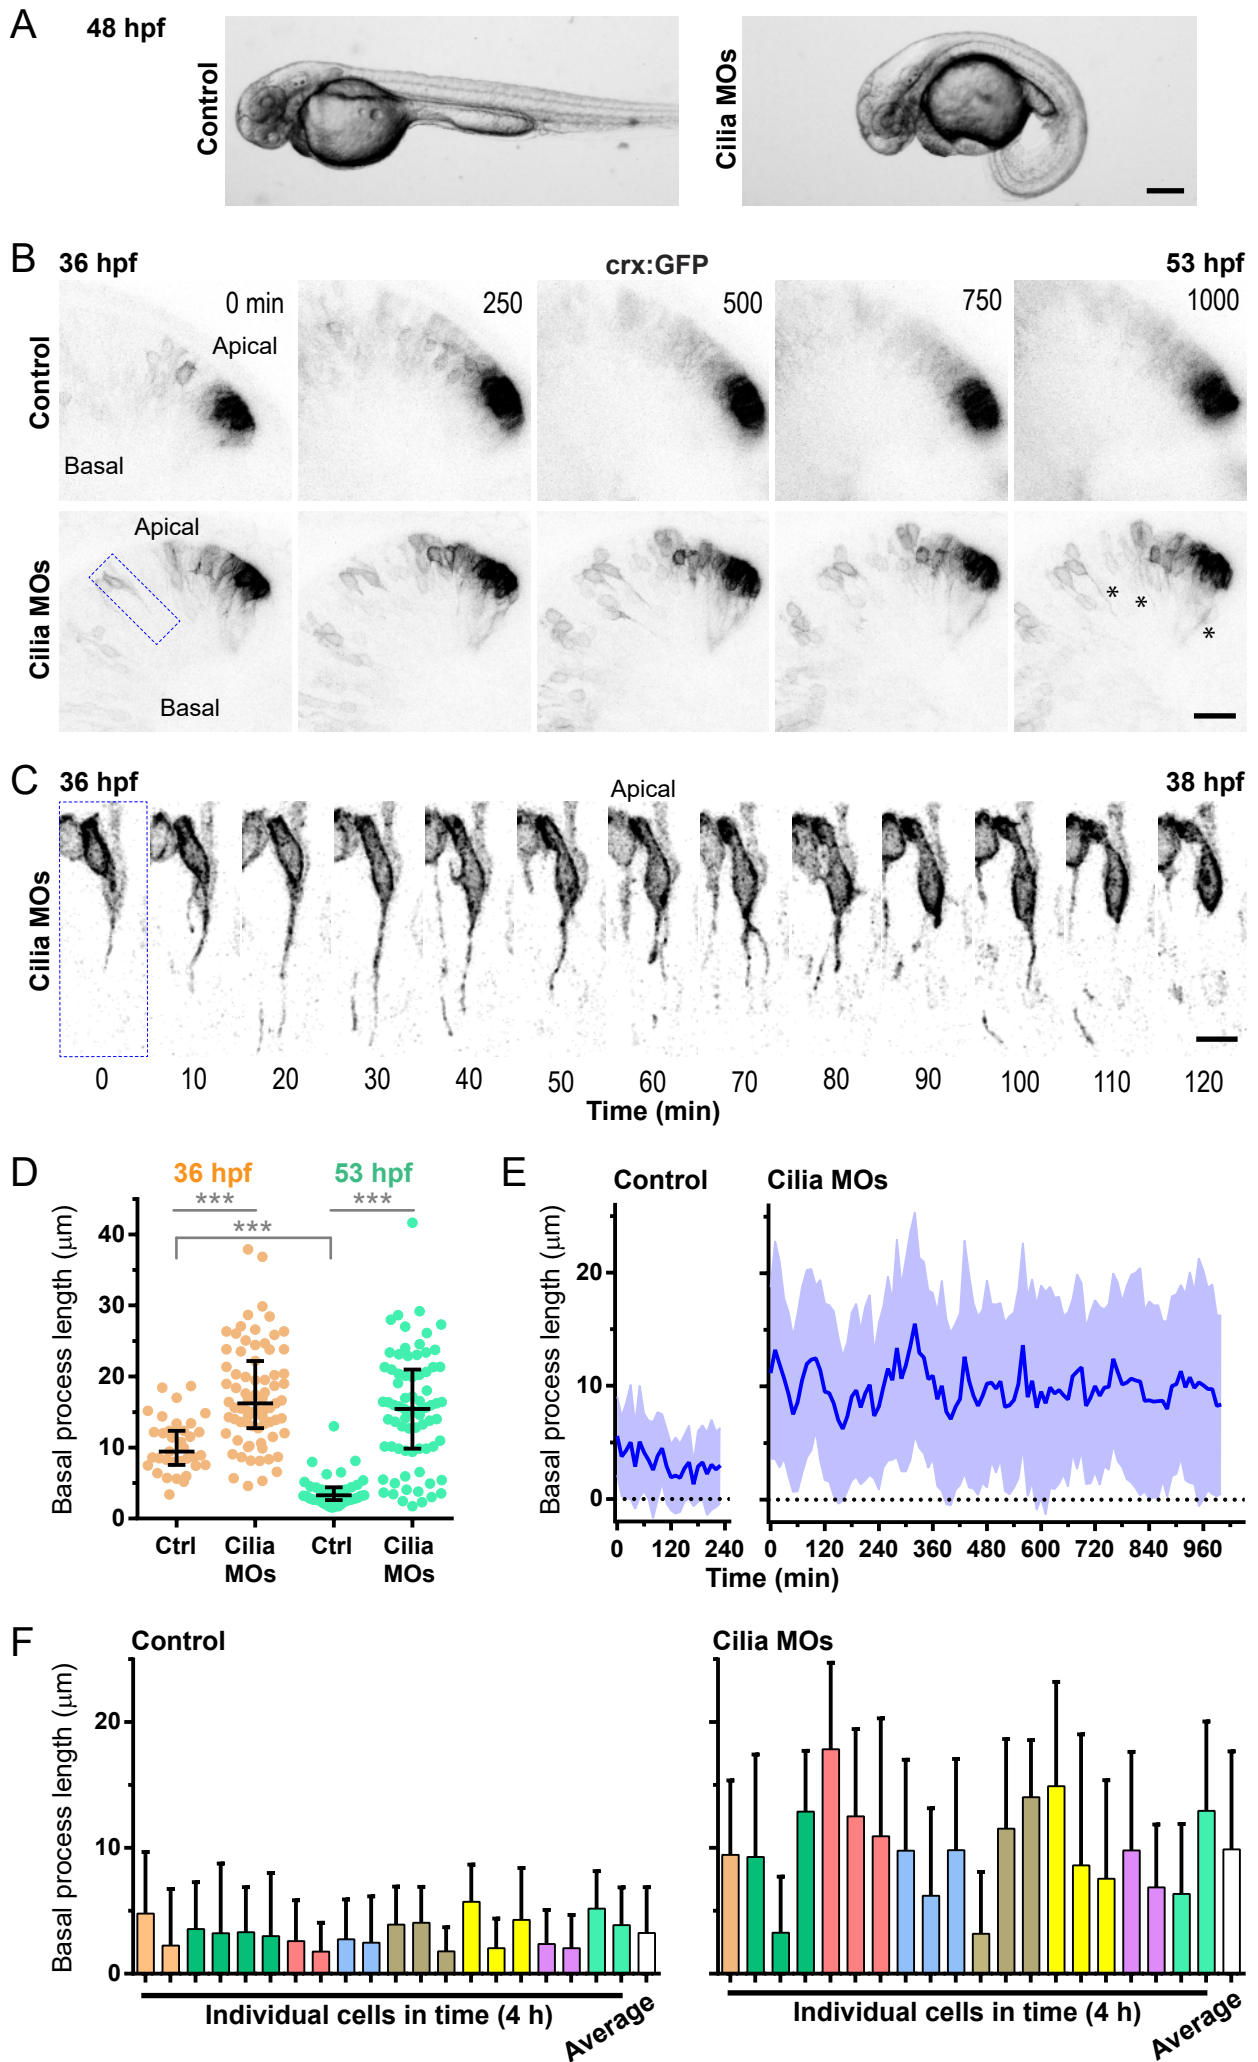 A
48 hpf
Control
Cilia MOs
B
36 hpf
crx:GFP
53 hpf
Control
0 min
250
500
750
1000
Apical
Basal
Cilia MOs
Apical
Basal
*
*
*
C
36 hpf
Apical
38 hpf
Cilia MOs
0
10
20
30
40
50
60
70
80
90
100
110
120
Time (min)
D
36 hpf
53 hpf
***
***
***
Basal process length (μm)
40
30
20
10
0
Ctrl
Cilia
MOs
Ctrl
Cilia
MOs
E
Control
Cilia MOs
Basal process length (μm)
20
10
0
0
120
240
0
120
240
360
480
600
720
840
960
Time (min)
F
Control
Cilia MOs
Basal process length (μm)
20
10
0
Individual cells in time (4 h)
Average
Individual cells in time (4 h)
Average